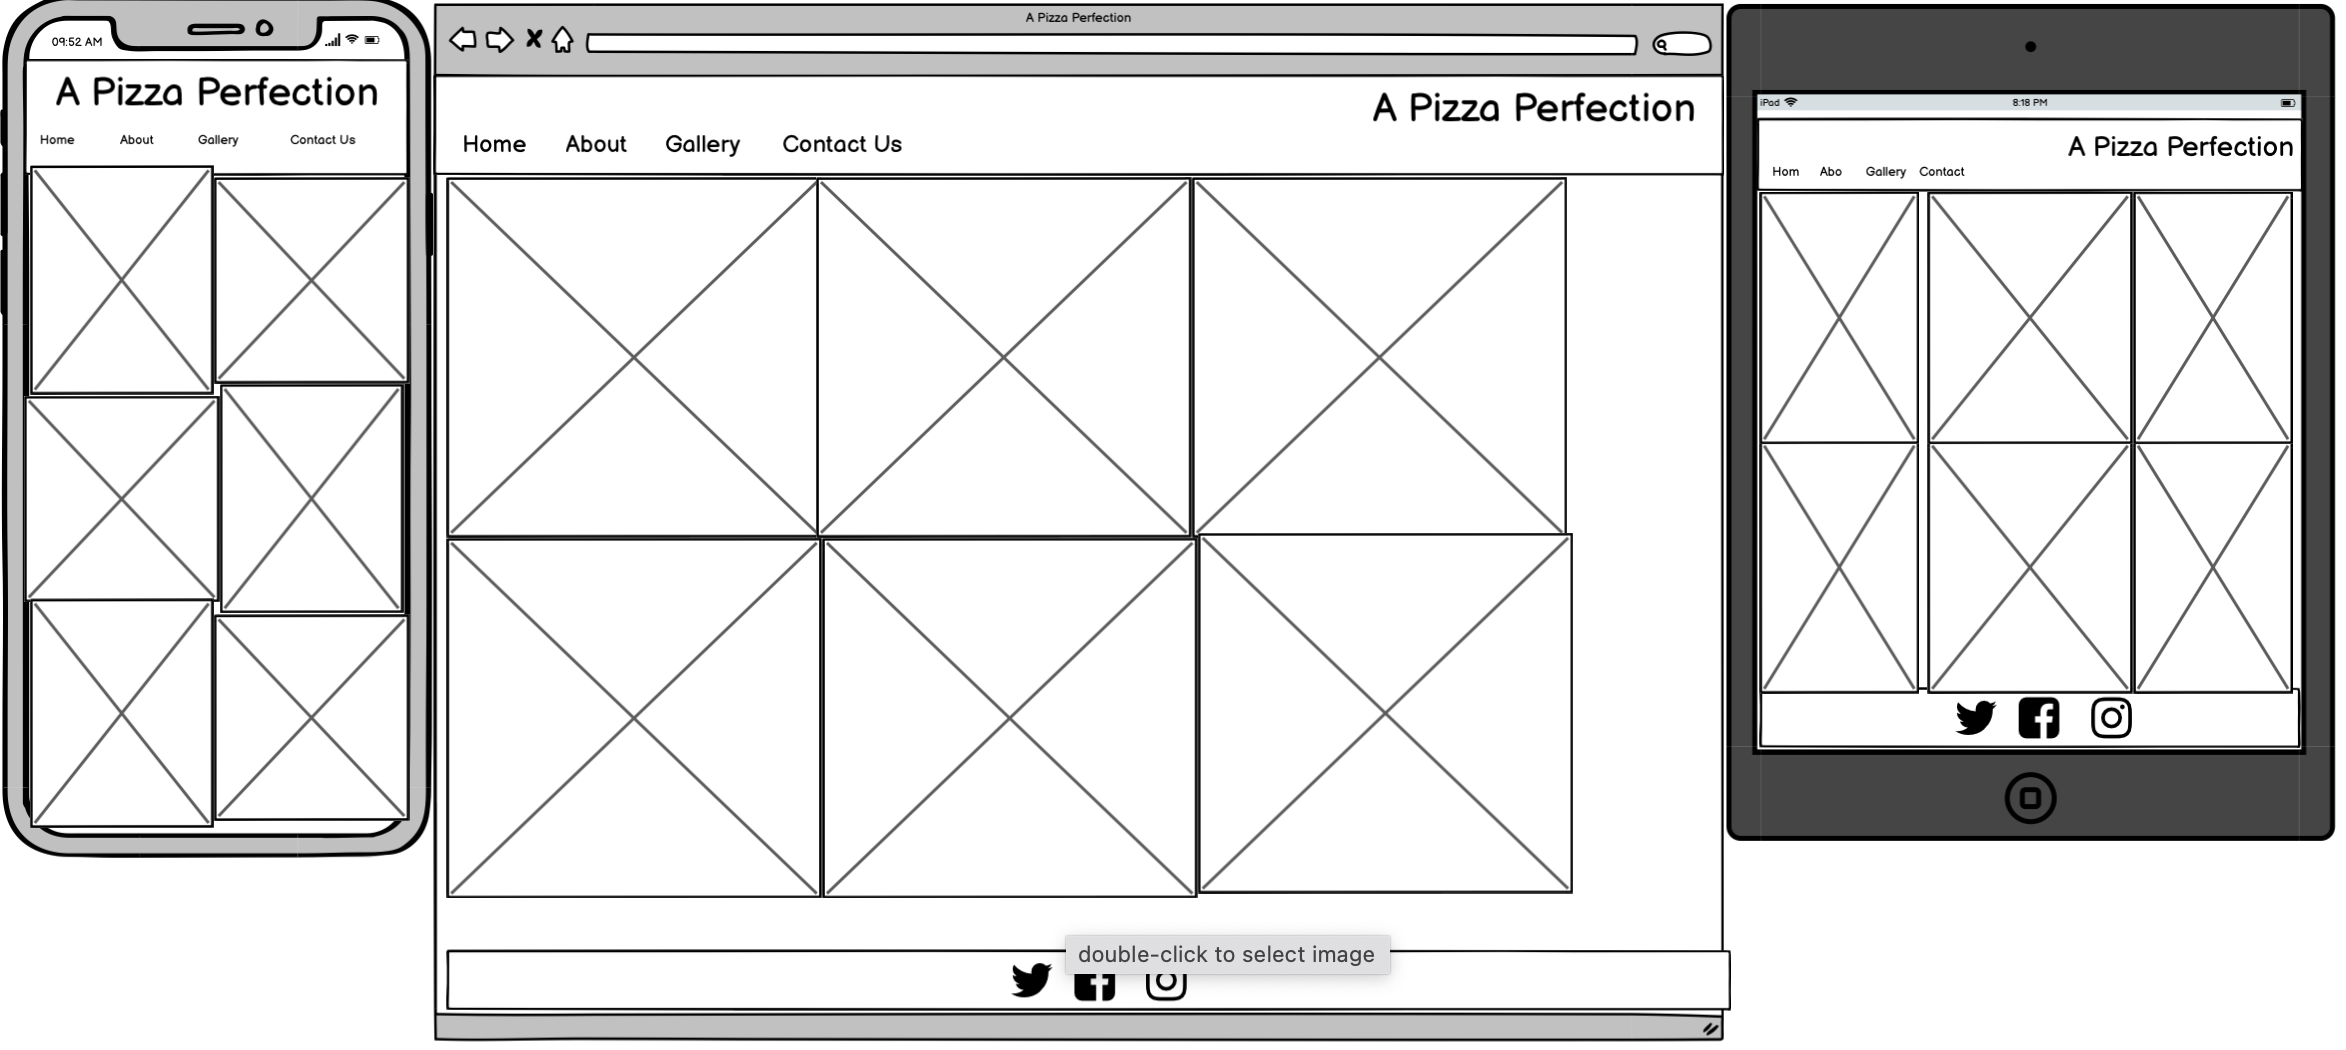 09:52 AM
A Pizza Perfection
Home About Gallery Contact Us
A Pizza Perfection
A Pizza Perfection
Home About Gallery Contact Us
double-click to select image
iPad 8:18 PM
A Pizza Perfection
Hom Abo Gallery Contact